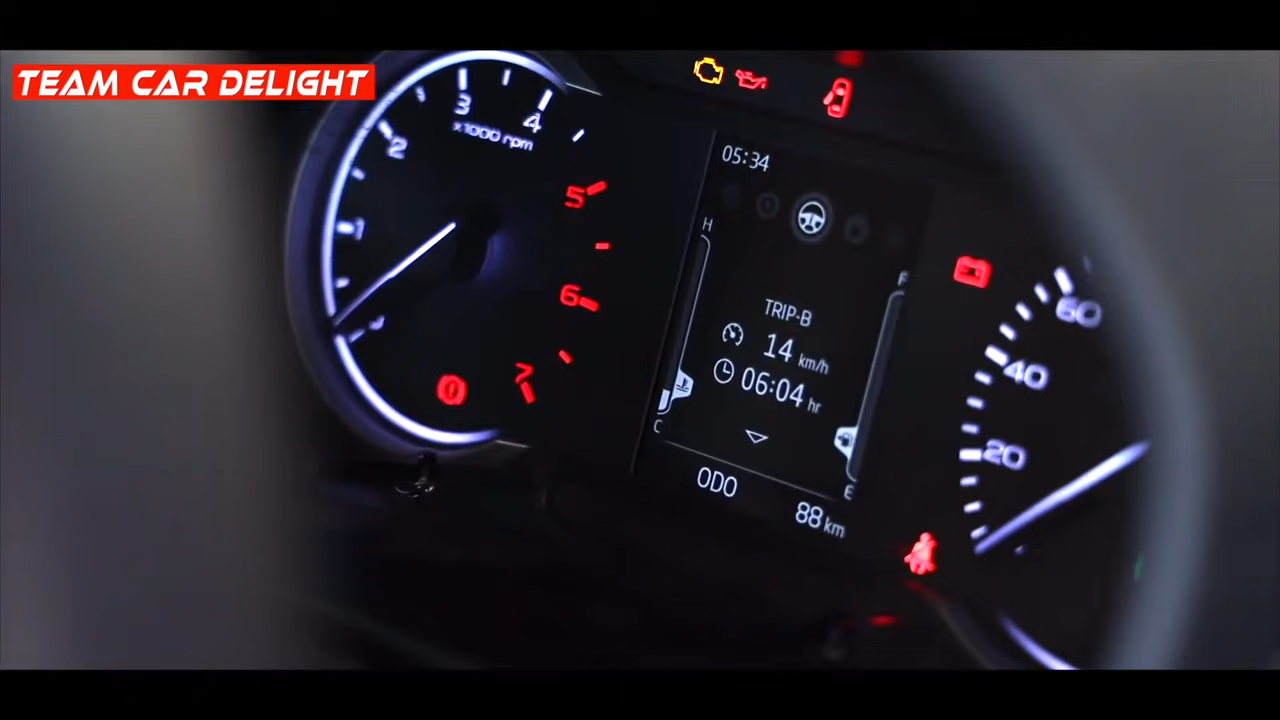 TEAM CAR DELIGHT
1
2
3
4
5
6
7
x1000 rpm
05:34
H
F
TRIP-B
14 km/h
06:04 hr
C
E
ODO
88 km
60
40
20